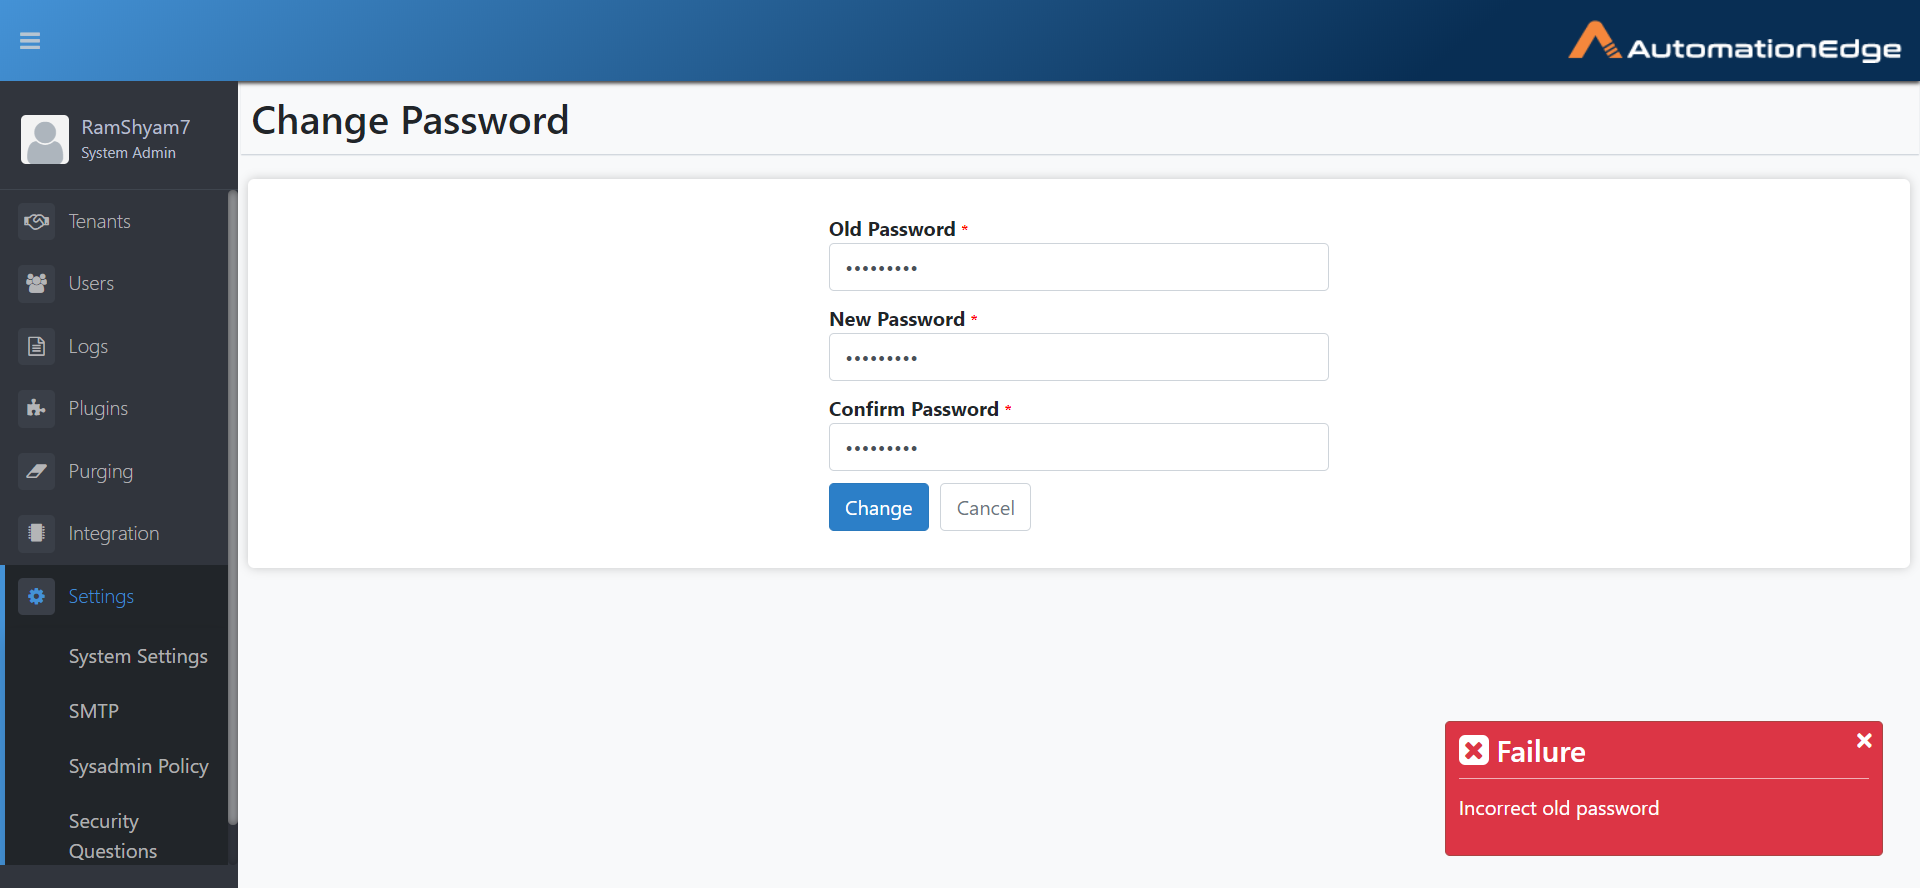 AutomationEdge
RamShyam7
System Admin
Change Password
Tenants
Users
Logs
Plugins
Purging
Integration
Settings
System Settings
SMTP
Sysadmin Policy
Security
Questions
Old Password *
•••••••••
New Password *
•••••••••
Confirm Password *
•••••••••
Change
Cancel
Failure
Incorrect old password